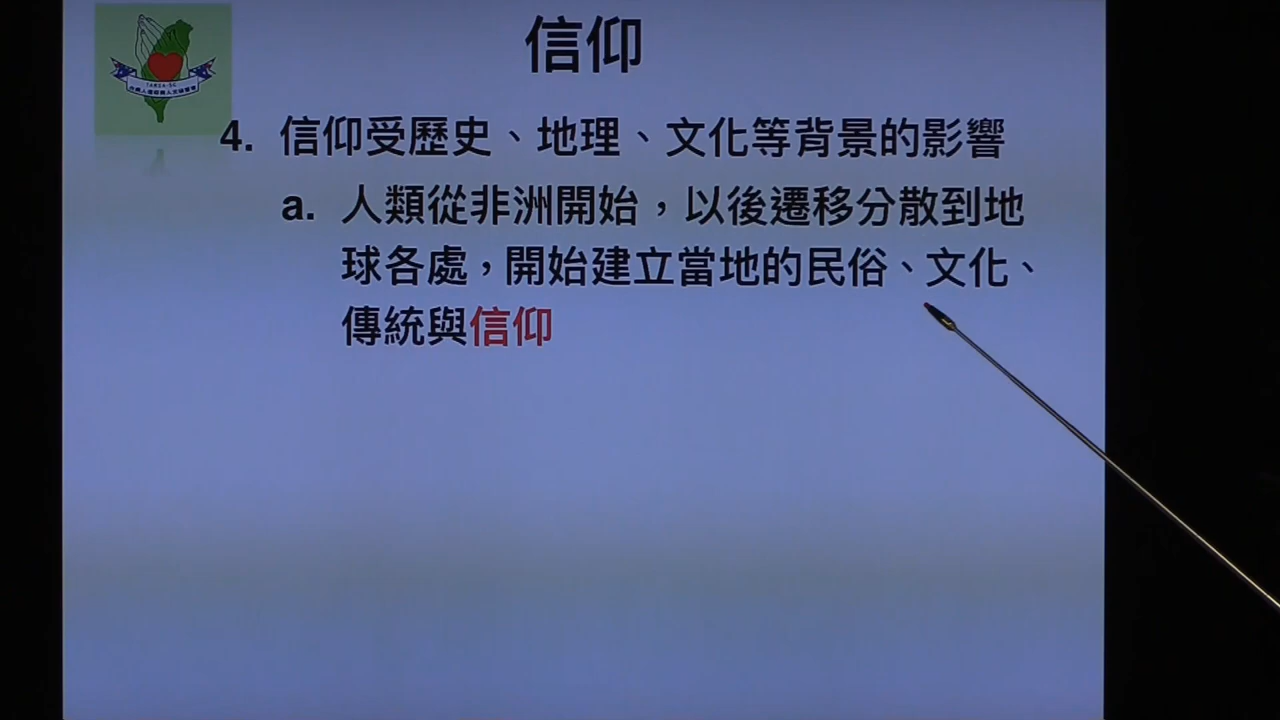 信仰
4. 信仰受歷史、地理、文化等背景的影響
a. 人類從非洲開始，以後遷移分散到地
球各處，開始建立當地的民俗、文化、
傳統與信仰